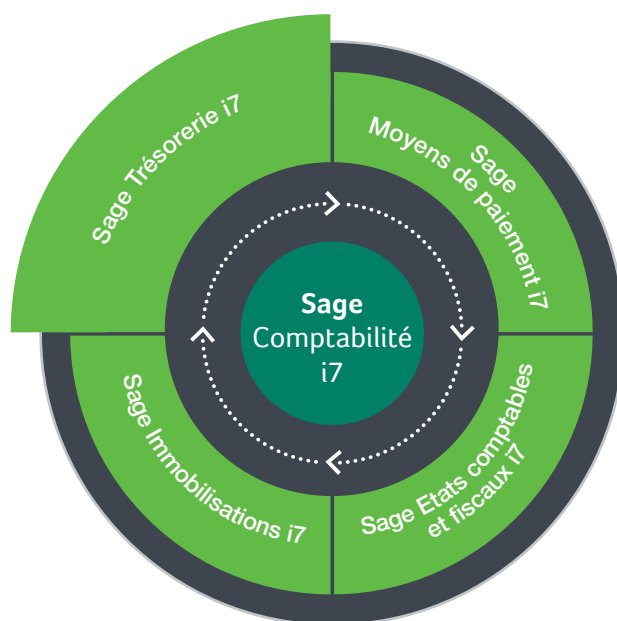 Sage Trésorerie i7
Sage
Moyens de paiement i7
Sage
Comptabilité
i7
Sage Immobilisations i7
Sage Etats comptables
et fiscaux i7